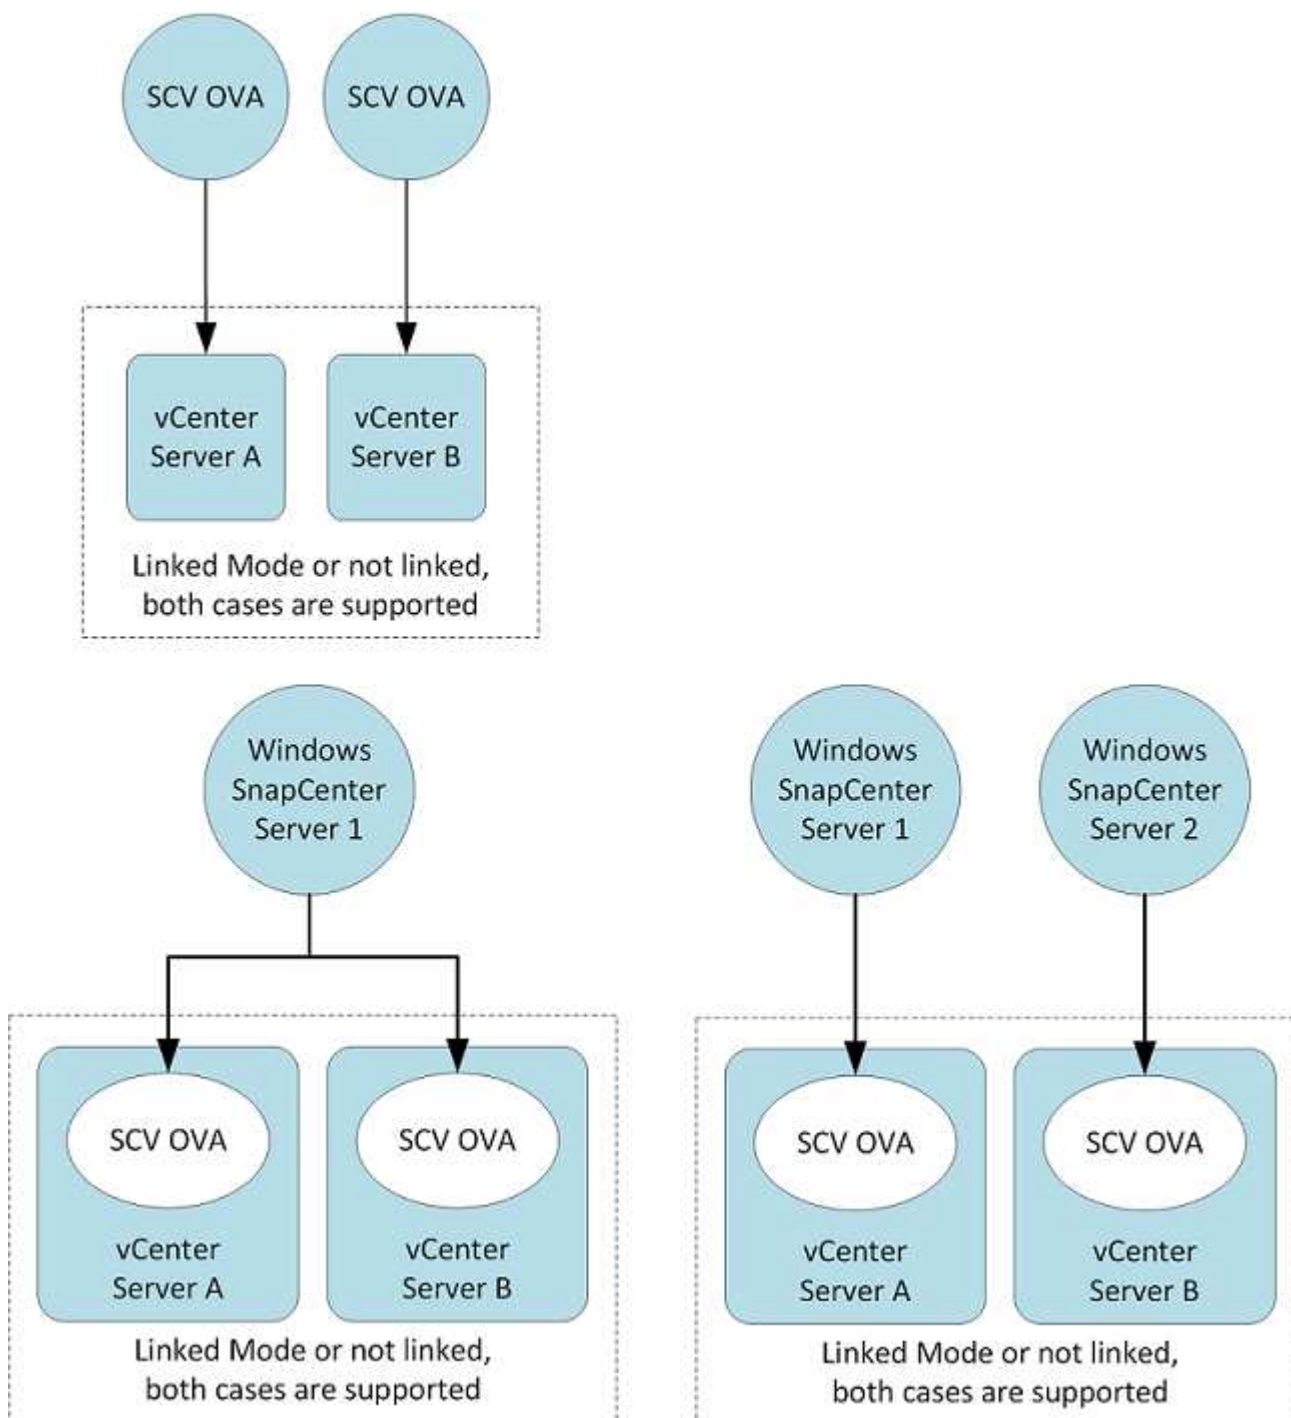 SCV OVA
SCV OVA
vCenter
Server A
vCenter
Server B
Linked Mode or not linked,
both cases are supported
Windows
SnapCenter
Server 1
SCV OVA
vCenter
Server A
SCV OVA
vCenter
Server B
Linked Mode or not linked,
both cases are supported
Windows
SnapCenter
Server 1
Windows
SnapCenter
Server 2
SCV OVA
vCenter
Server A
SCV OVA
vCenter
Server B
Linked Mode or not linked,
both cases are supported